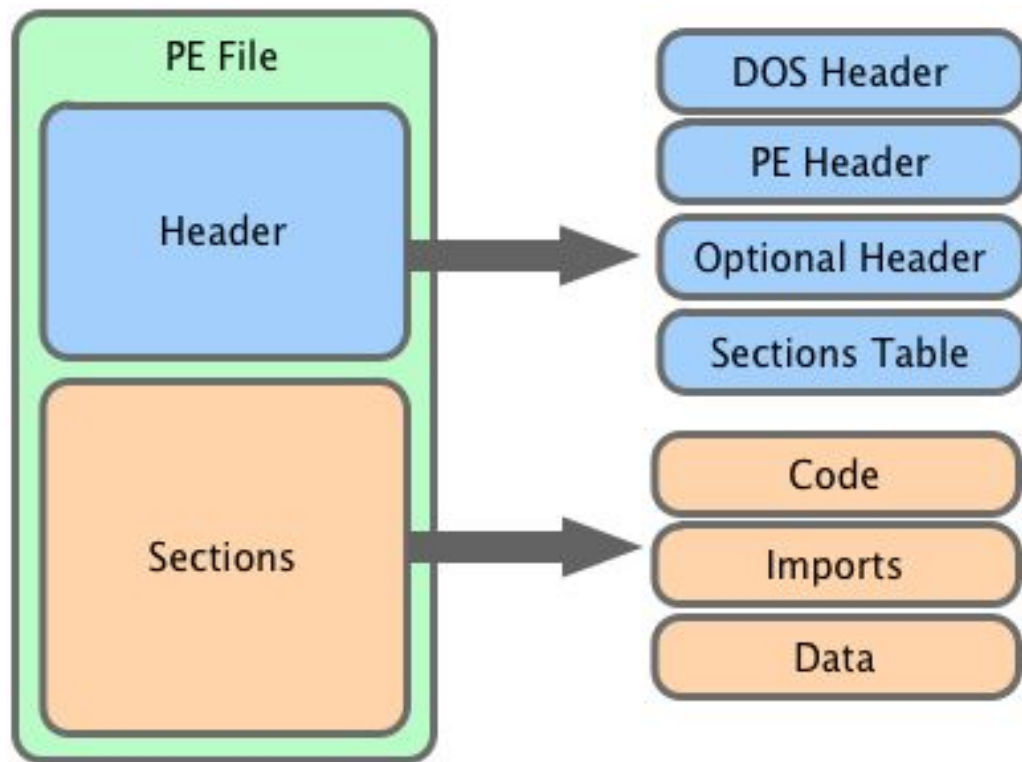 PE File
Header
Sections
DOS Header
PE Header
Optional Header
Sections Table
Code
Imports
Data